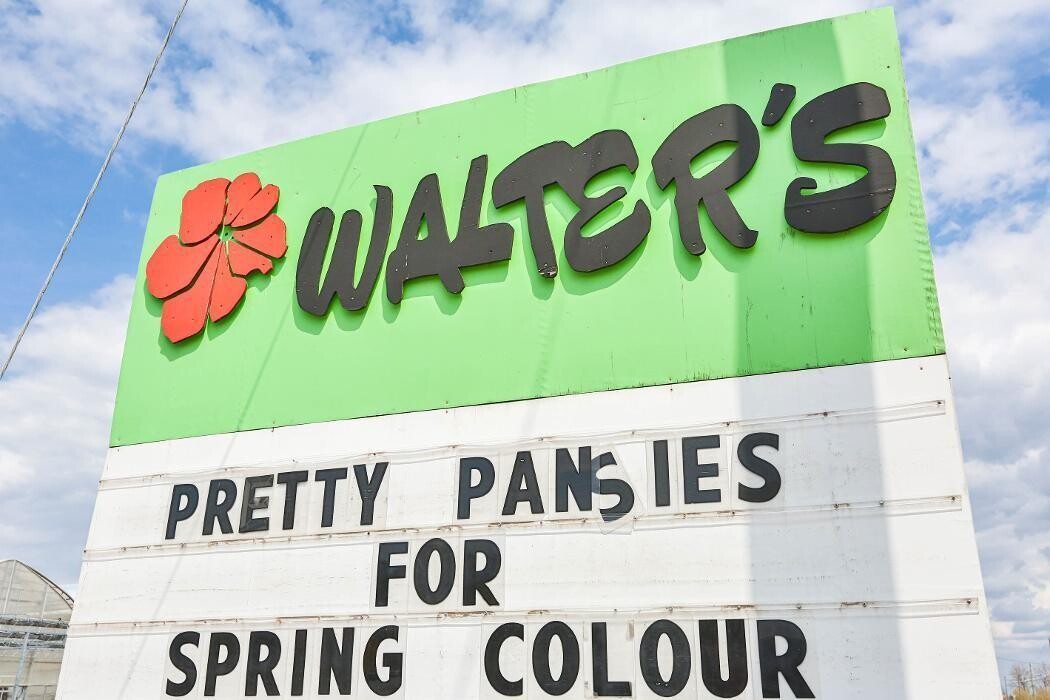 WALTER'S
PRETTY PANSIES
FOR
SPRING COLOUR